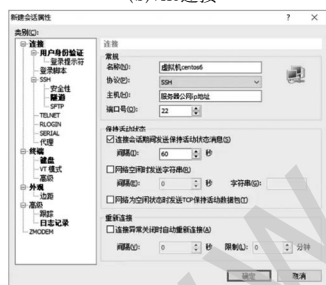 新建会话属性 ? ×
类别(C):
连接
用户身份验证
登录提示符
登录脚本
SSH
安全性
隧道
SFTP
TELNET
RLOGIN
SERIAL
代理
终端
键盘
VT 模式
高级
外观
边距
高级
跟踪
日志记录
ZMODEM
连接
常规
名称(N): 虚拟机centos6
协议(P): SSH
主机(H): 服务器公网ip地址
端口号(O): 22
保持活动状态
连接会话期间发送保持活动状态消息(S)
间隔(I): 60 秒
网络空闲时发送字符串(R)
间隔(E): 0 秒 字符串(G):
网络为空闲状态时发送TCP保持活动数据包(T)
重新连接
连接异常关闭时自动重新连接(A)
间隔(V): 0 秒 限制(L): 0 分钟
确定 取消